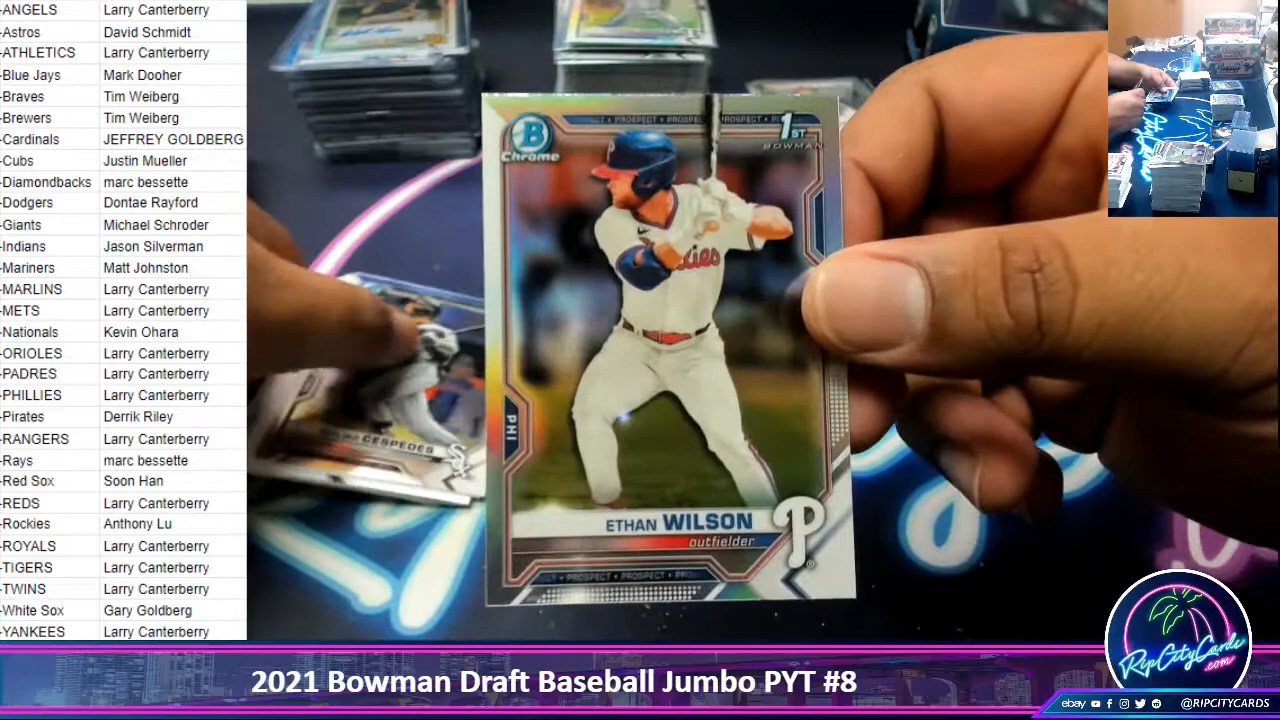 -ANGELS Larry Canterberry
-Astros David Schmidt
-ATHLETICS Larry Canterberry
-Blue Jays Mark Dooher
-Braves Tim Weiberg
-Brewers Tim Weiberg
-Cardinals JEFFREY GOLDBERG
-Cubs Justin Mueller
-Diamondbacks marc bessette
-Dodgers Dontae Rayford
-Giants Michael Schroder
-Indians Jason Silverman
-Mariners Matt Johnston
-MARLINS Larry Canterberry
-METS Larry Canterberry
-Nationals Kevin Ohara
-ORIOLES Larry Canterberry
-PADRES Larry Canterberry
-PHILLIES Larry Canterberry
-Pirates Derrik Riley
-RANGERS Larry Canterberry
-Rays marc bessette
-Red Sox Soon Han
-REDS Larry Canterberry
-Rockies Anthony Lu
-ROYALS Larry Canterberry
-TIGERS Larry Canterberry
-TWINS Larry Canterberry
-White Sox Gary Goldberg
-YANKEES Larry Canterberry
B
Chrome
1ST
BOWMAN
PHI
ETHAN WILSON
outfielder
P
PROSPECT • PROSPECT
CESPEDES
2021 Bowman Draft Baseball Jumbo PYT #8
RipCityCards
.com
ebay @RIPCITYCARDS